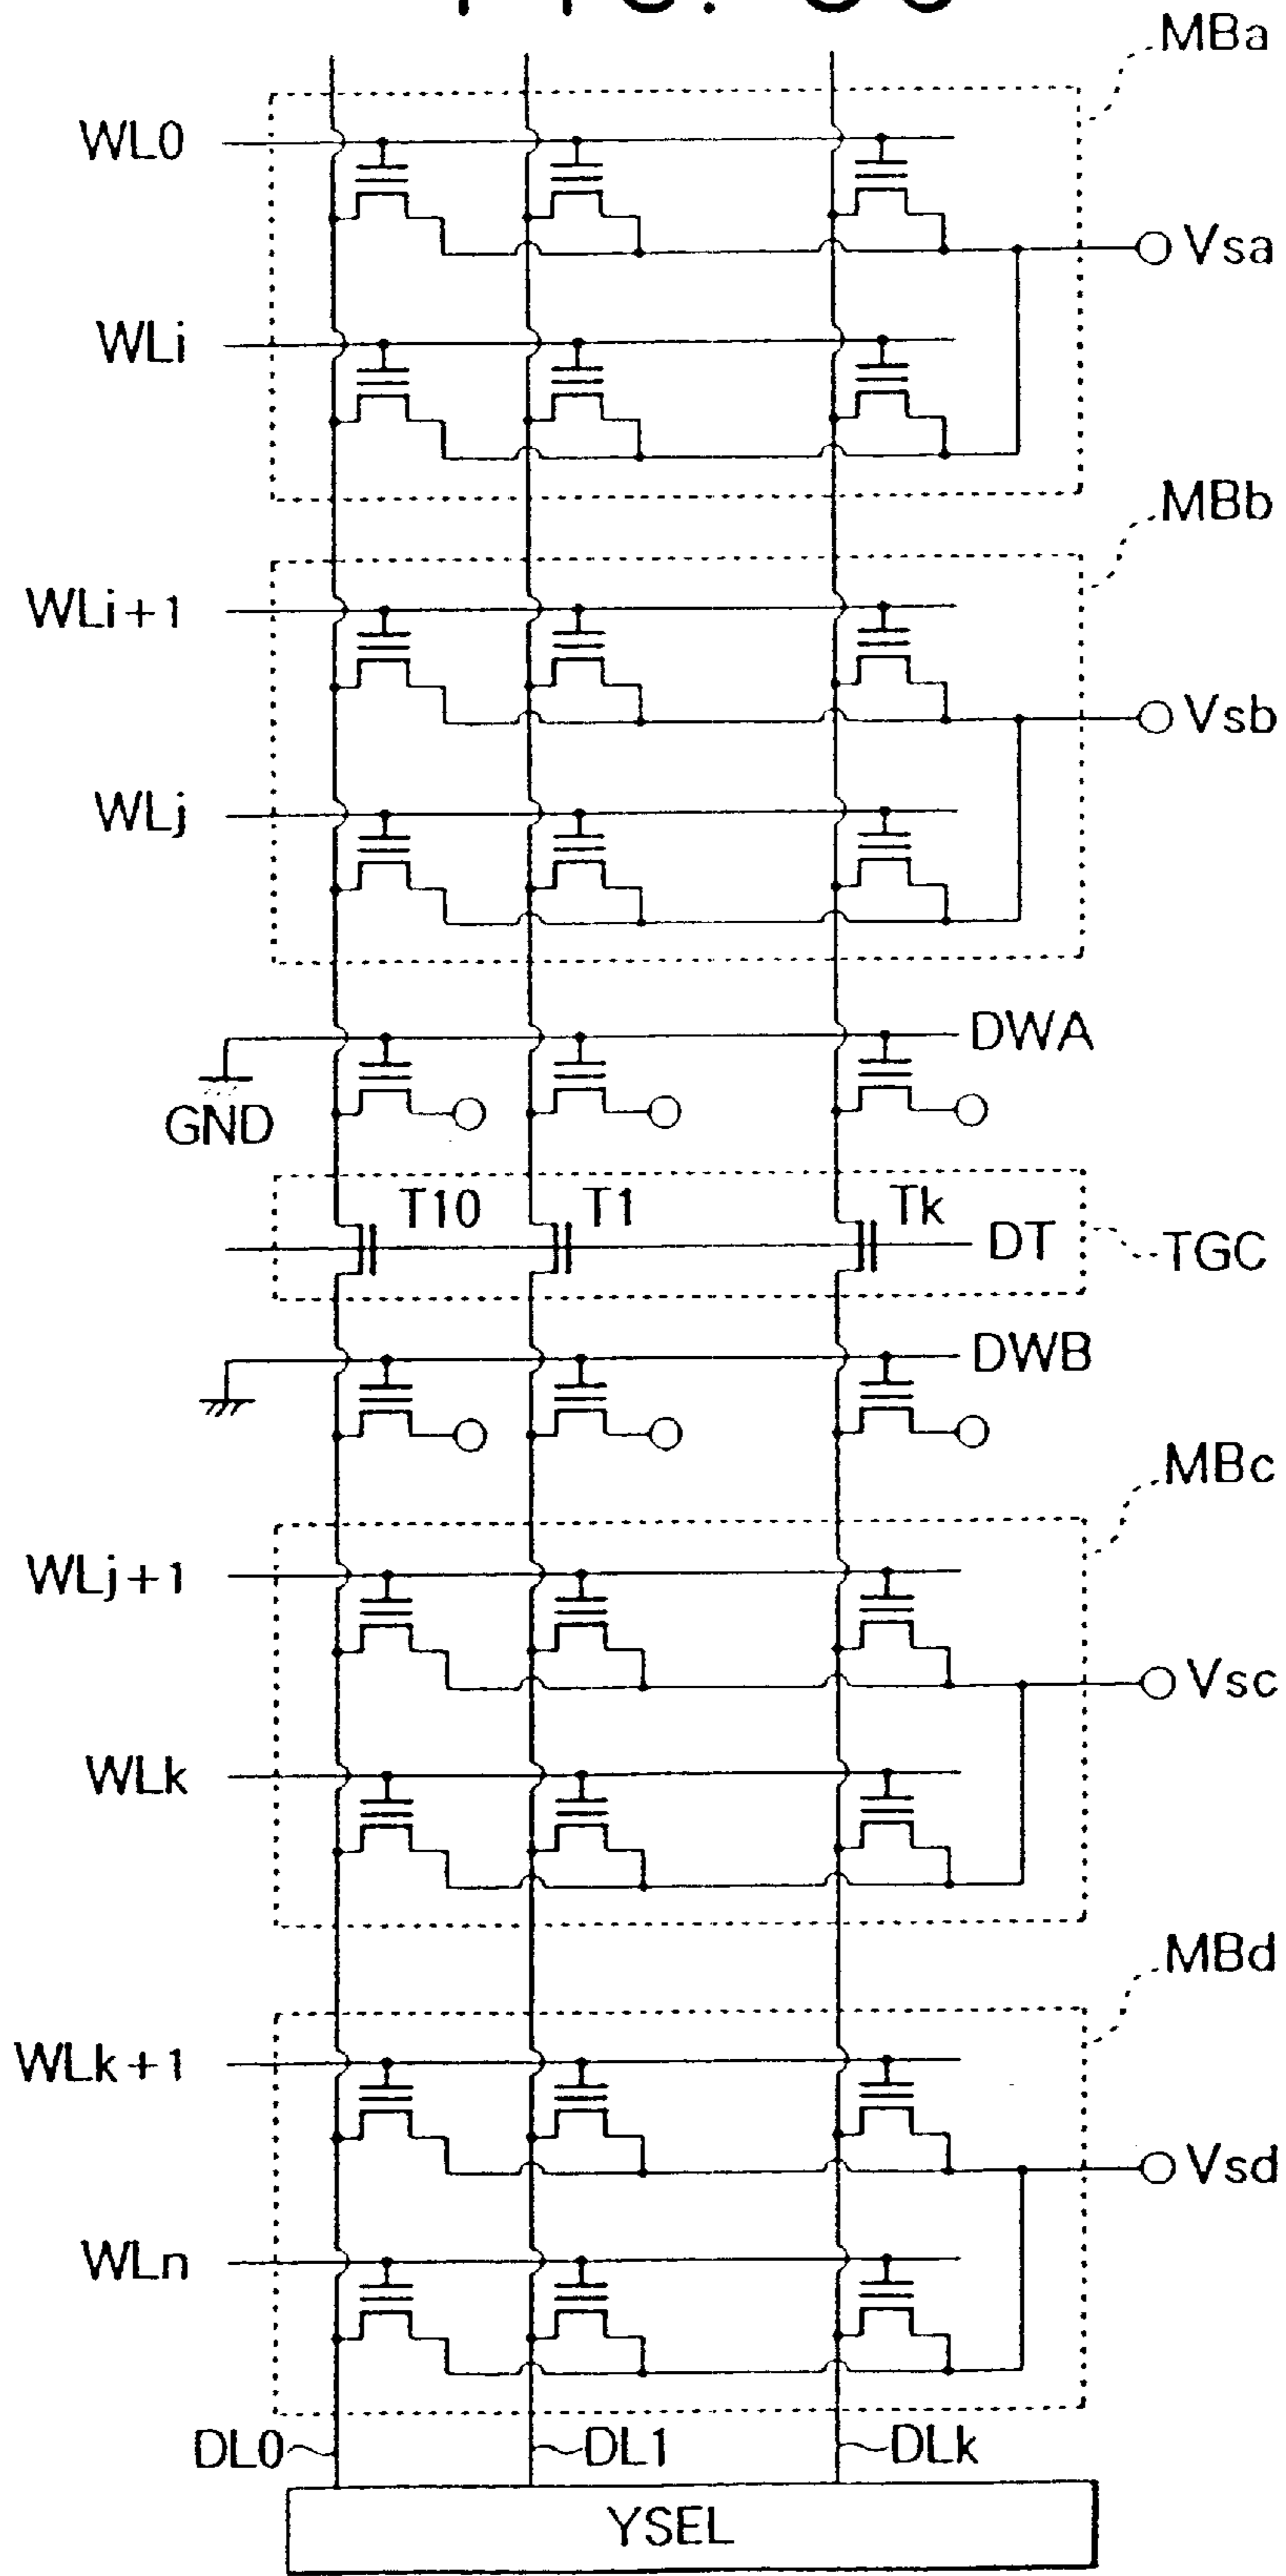 MBa
WL0
Vsa
WLi
MBb
WLi+1
Vsb
WLj
DWA
GND
T10 T1 Tk
DT
TGC
DWB
MBc
WLj+1
Vsc
WLk
MBd
WLk+1
Vsd
WLn
DL0 DL1 DLk
YSEL